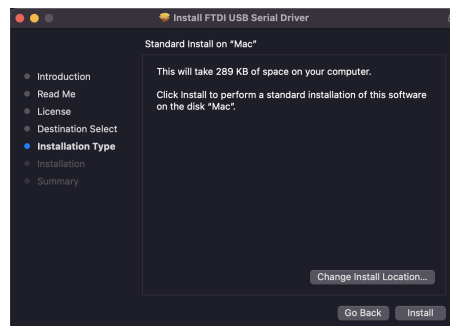 Install FTDI USB Serial Driver
Standard Install on “Mac”
Introduction
Read Me
License
Destination Select
Installation Type
Installation
Summary
This will take 289 KB of space on your computer.
Click Install to perform a standard installation of this software
on the disk “Mac”.
Change Install Location...
Go Back
Install